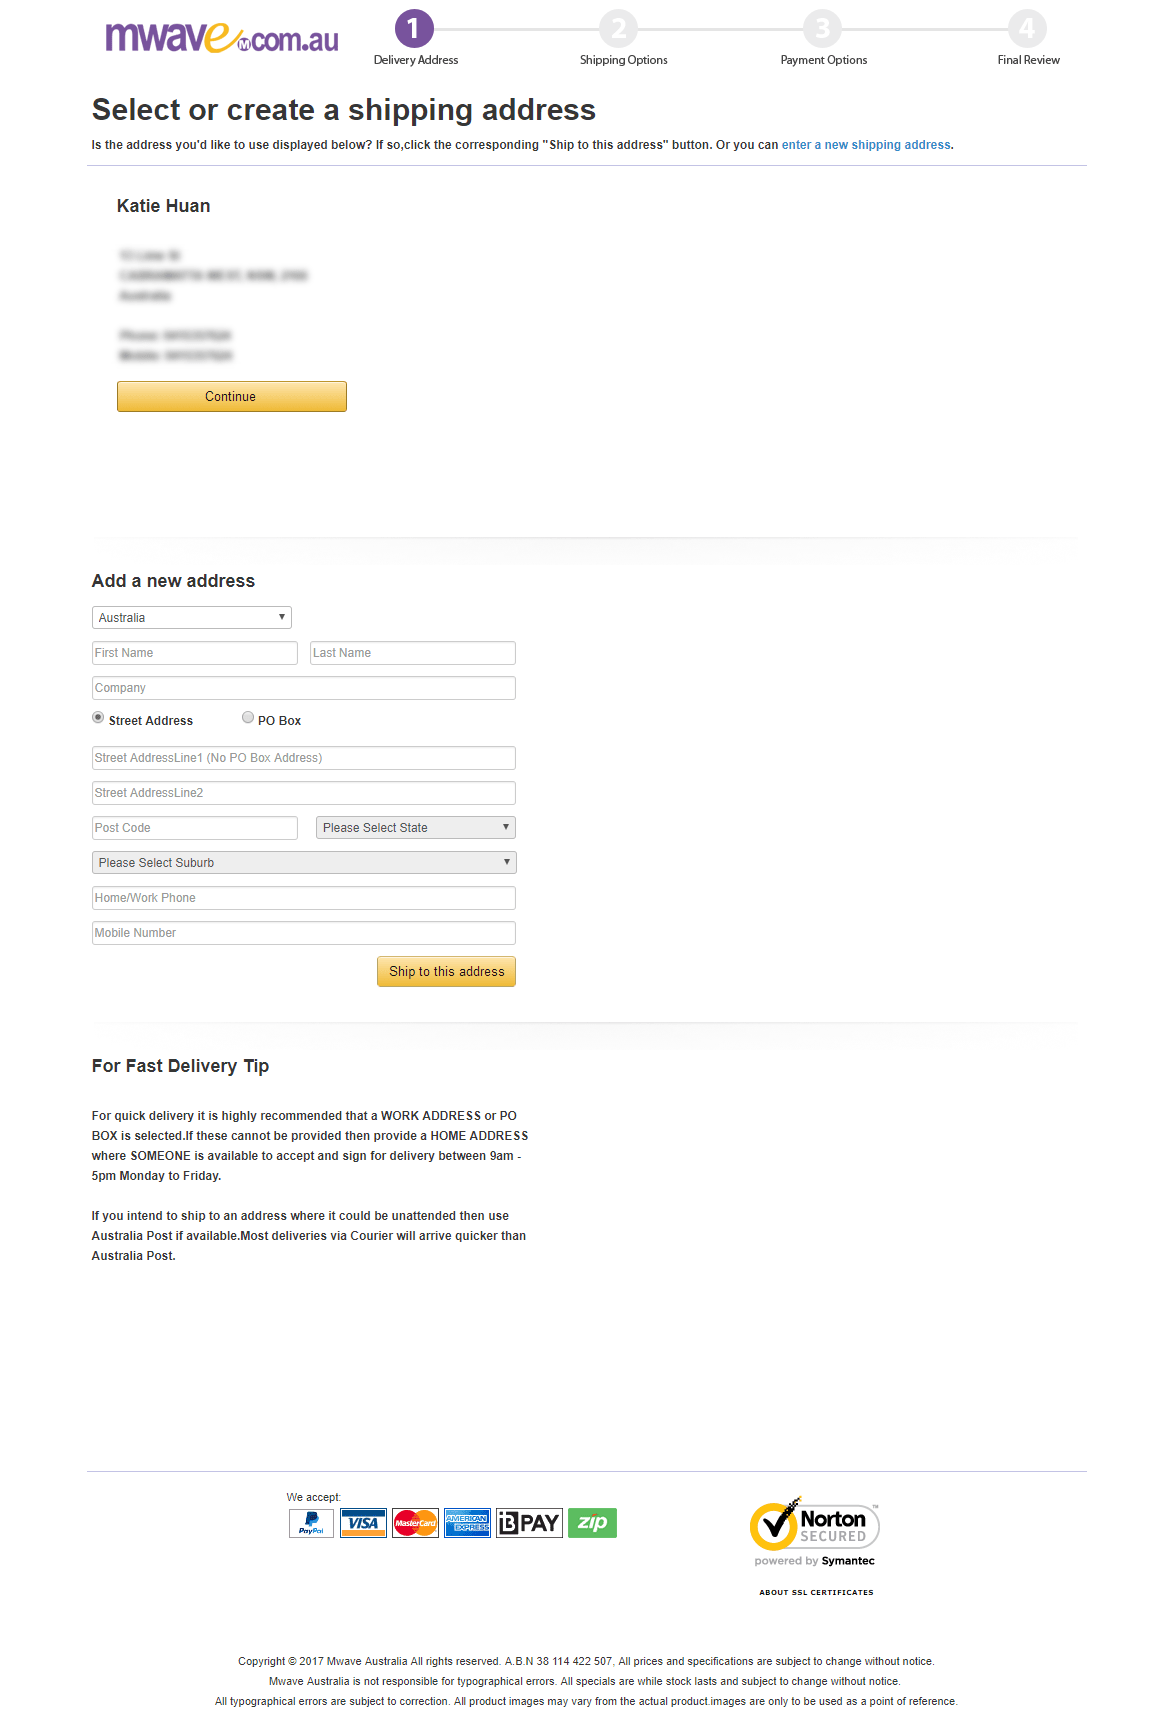 mwave.com.au
M
1
2
3
4
Delivery Address
Shipping Options
Payment Options
Final Review
Select or create a shipping address
Is the address you'd like to use displayed below? If so,click the corresponding "Ship to this address" button. Or you can enter a new shipping address.
Katie Huan
Australia
Continue
Add a new address
Australia
First Name
Last Name
Company
Street Address
PO Box
Street AddressLine1 (No PO Box Address)
Street AddressLine2
Post Code
Please Select State
Please Select Suburb
Home/Work Phone
Mobile Number
Ship to this address
For Fast Delivery Tip
For quick delivery it is highly recommended that a WORK ADDRESS or PO
BOX is selected.If these cannot be provided then provide a HOME ADDRESS
where SOMEONE is available to accept and sign for delivery between 9am -
5pm Monday to Friday.
If you intend to ship to an address where it could be unattended then use
Australia Post if available.Most deliveries via Courier will arrive quicker than
Australia Post.
We accept:
PayPal
VISA
MasterCard
AMERICAN EXPRESS
BPAY
zip
Norton
SECURED
TM
powered by Symantec
ABOUT SSL CERTIFICATES
Copyright © 2017 Mwave Australia All rights reserved. A.B.N 38 114 422 507, All prices and specifications are subject to change without notice.
Mwave Australia is not responsible for typographical errors. All specials are while stock lasts and subject to change without notice.
All typographical errors are subject to correction. All product images may vary from the actual product.images are only to be used as a point of reference.